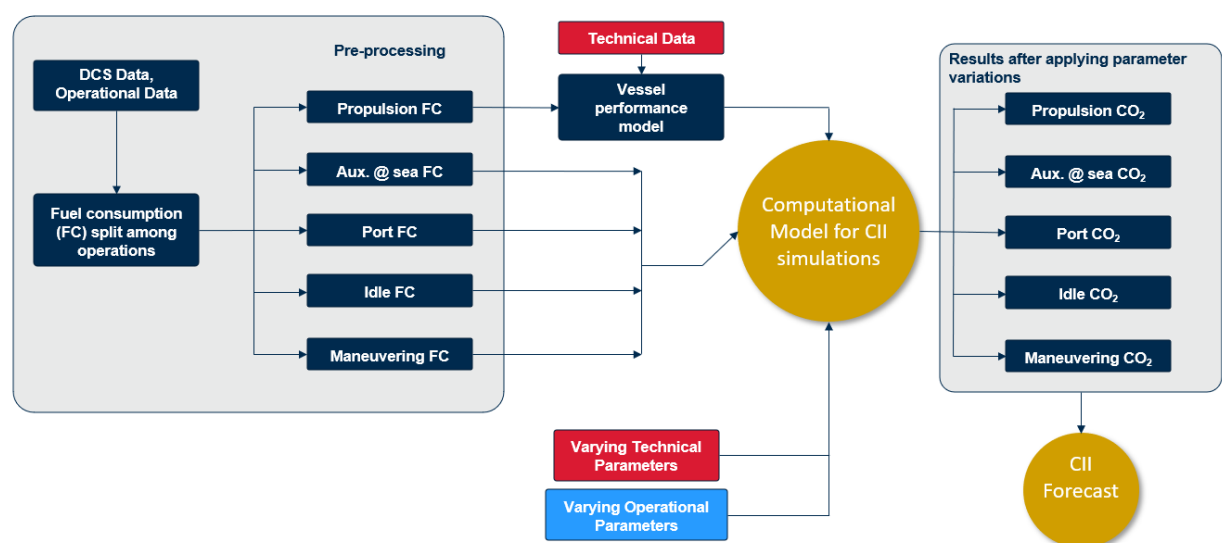 Pre-processing
DCS Data,
Operational Data
Fuel consumption
(FC) split among
operations
Propulsion FC
Aux. @ sea FC
Port FC
Idle FC
Maneuvering FC
Technical Data
Vessel
performance
model
Computational
Model for CII
simulations
Varying Technical
Parameters
Varying Operational
Parameters
Results after applying parameter
variations
Propulsion CO₂
Aux. @ sea CO₂
Port CO₂
Idle CO₂
Maneuvering CO₂
CII
Forecast